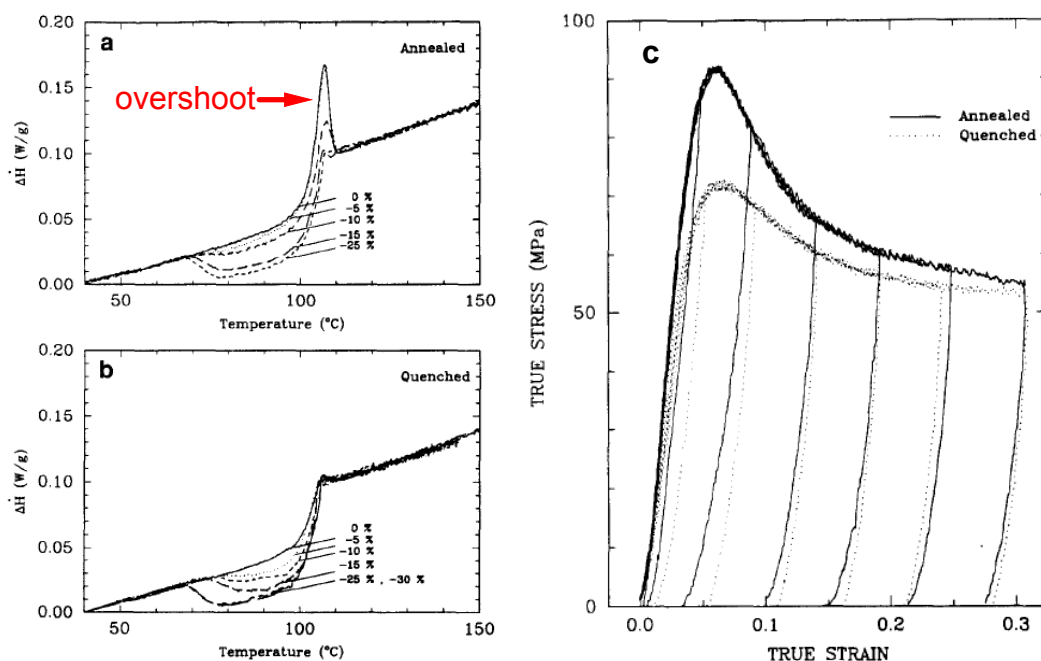 a
Annealed
overshoot
0 %
-5 %
-10 %
-15 %
-25 %
0.20
0.15
0.10
0.05
0.00
50
100
150
ΔḢ (W/g)
Temperature (°C)
b
Quenched
0 %
-5 %
-10 %
-15 %
-25 % , -30 %
0.20
0.15
0.10
0.05
0.00
50
100
150
ΔḢ (W/g)
Temperature (°C)
c
Annealed
Quenched
100
50
0
0.0
0.1
0.2
0.3
TRUE STRESS (MPa)
TRUE STRAIN